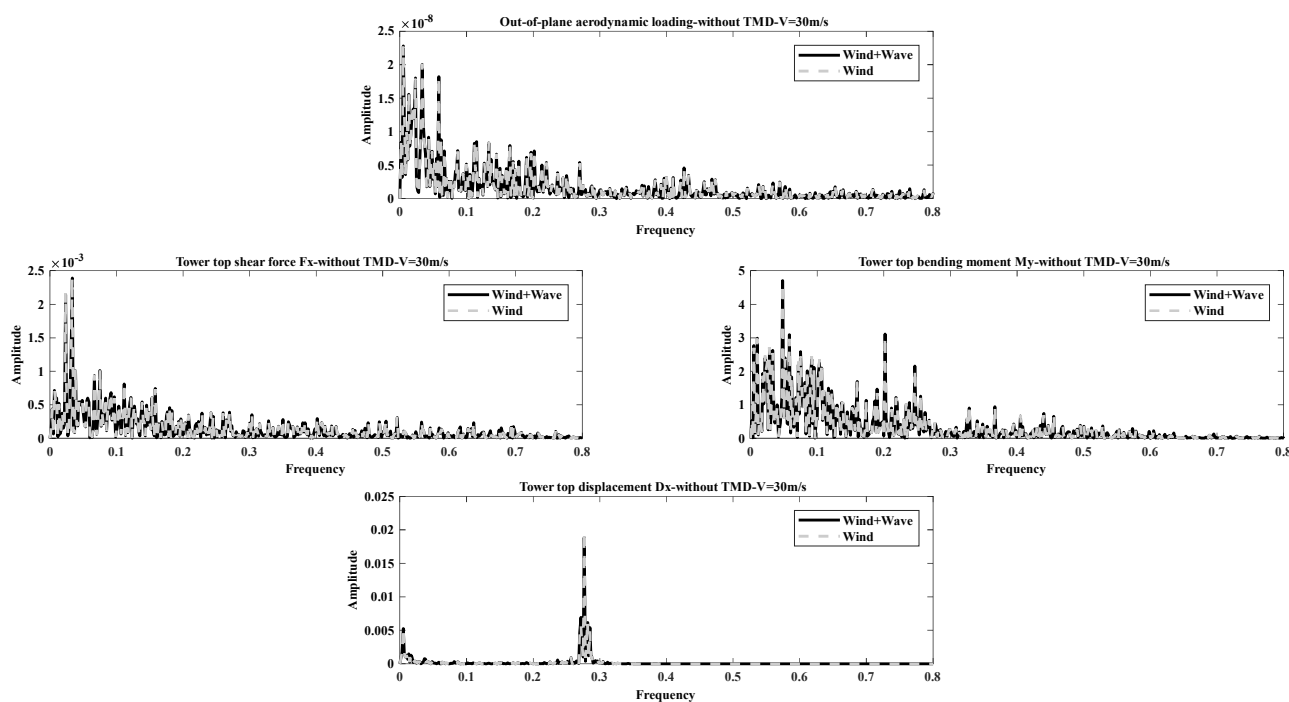 Out-of-plane aerodynamic loading-without TMD-V=30m/s
×10⁻⁸
2.5
2
1.5
1
0.5
0
Amplitude
Wind+Wave
Wind
0 0.1 0.2 0.3 0.4 0.5 0.6 0.7 0.8
Frequency
Tower top shear force Fx-without TMD-V=30m/s
×10⁻³
2.5
2
1.5
1
0.5
0
Amplitude
Wind+Wave
Wind
0 0.1 0.2 0.3 0.4 0.5 0.6 0.7 0.8
Frequency
Tower top bending moment My-without TMD-V=30m/s
5
4
3
2
1
0
Amplitude
Wind+Wave
Wind
0 0.1 0.2 0.3 0.4 0.5 0.6 0.7 0.8
Frequency
Tower top displacement Dx-without TMD-V=30m/s
0.025
0.02
0.015
0.01
0.005
0
Amplitude
Wind+Wave
Wind
0 0.1 0.2 0.3 0.4 0.5 0.6 0.7 0.8
Frequency